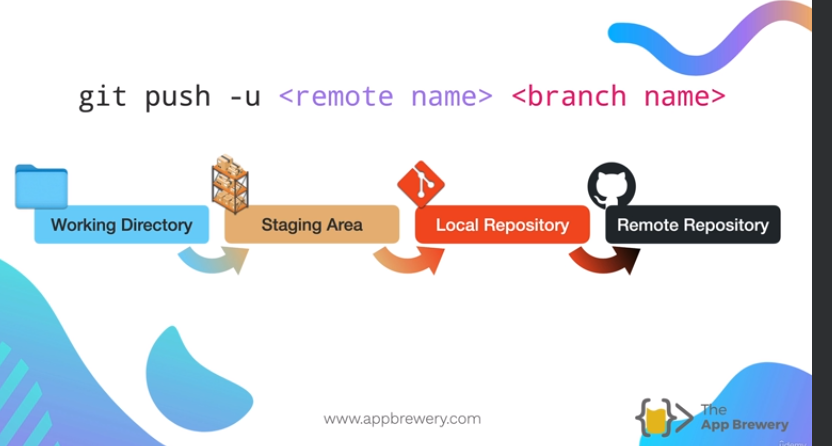 git push -u <remote name> <branch name>
Working Directory
Staging Area
Local Repository
Remote Repository
www.appbrewery.com
The
App Brewery
Udemy